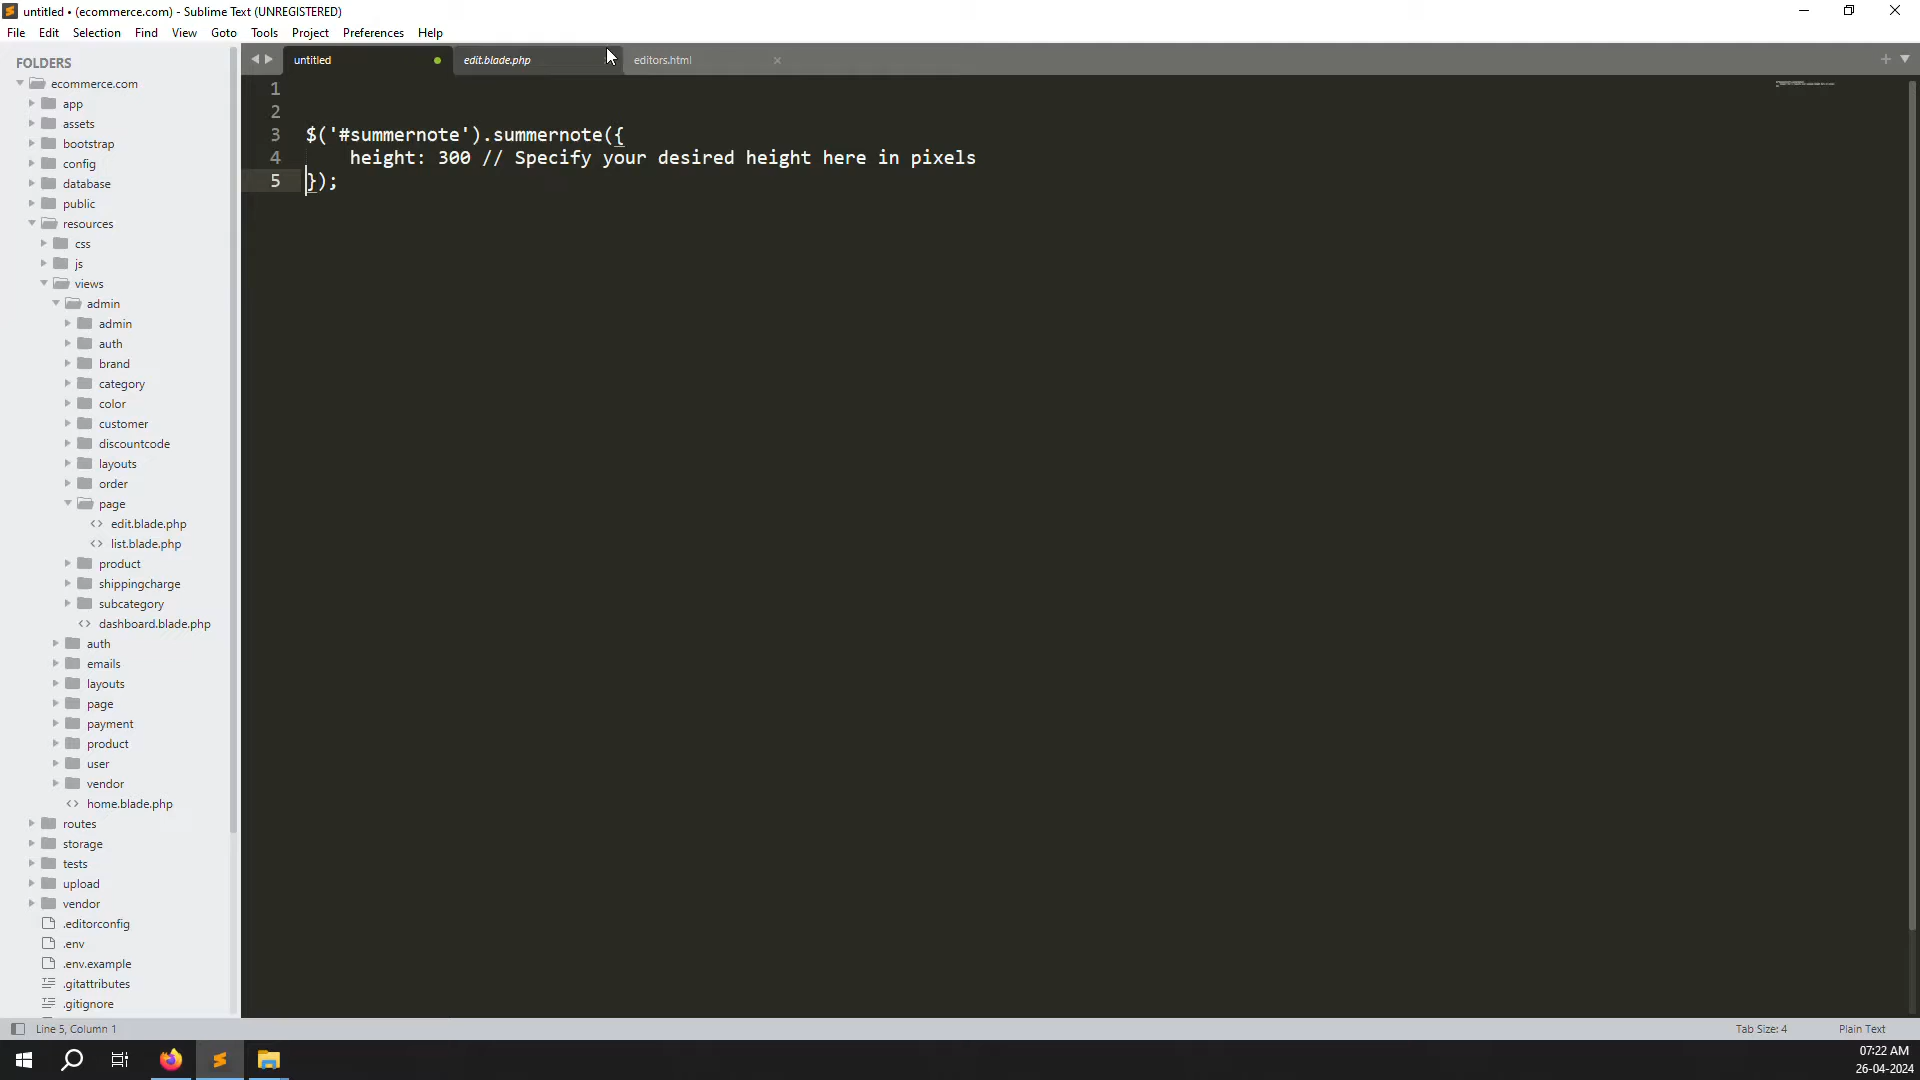 untitled • (ecommerce.com) - Sublime Text (UNREGISTERED)
File Edit Selection Find View Goto Tools Project Preferences Help
FOLDERS
ecommerce.com
app
assets
bootstrap
config
database
public
resources
css
js
views
admin
admin
auth
brand
category
color
customer
discountcode
layouts
order
page
edit.blade.php
list.blade.php
product
shippingcharge
subcategory
dashboard.blade.php
auth
emails
layouts
page
payment
product
user
vendor
home.blade.php
routes
storage
tests
upload
vendor
.editorconfig
.env
.env.example
.gitattributes
.gitignore
untitled edit.blade.php editors.html
1
2
3 $('#summernote').summernote({
4 height: 300 // Specify your desired height here in pixels
5 });
Line 5, Column 1 Tab Size: 4 Plain Text
07:22 AM
26-04-2024